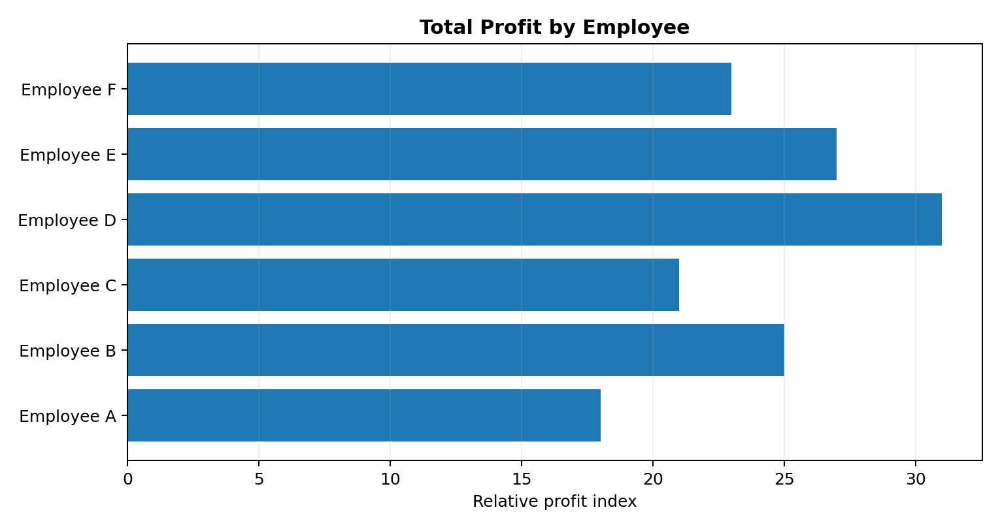 Total Profit by Employee
Employee F
Employee E
Employee D
Employee C
Employee B
Employee A
0 5 10 15 20 25 30
Relative profit index